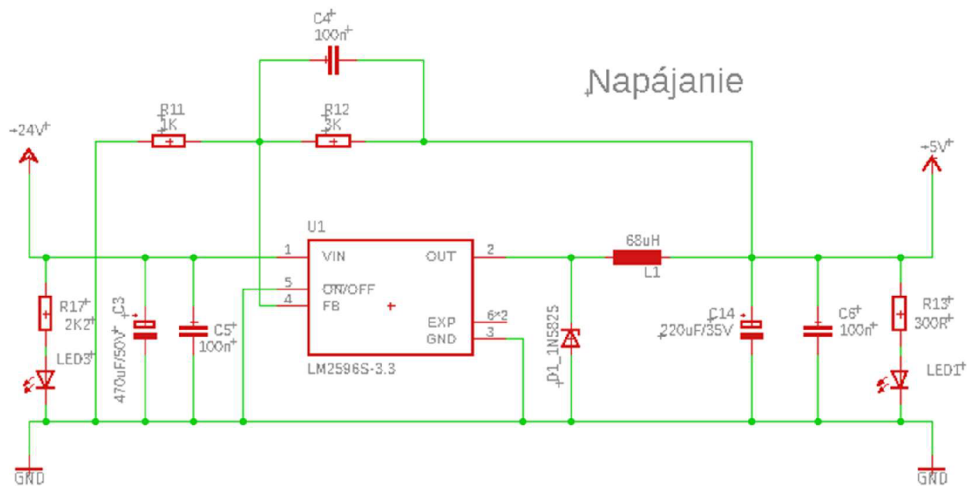 C4
100n
Napájanie
R11
1K
R12
3K
+24V
+5V
U1
1
VIN
OUT
2
68uH
L1
5
ON/OFF
4
FB
EXP
6*2
GND
3
LM2596S-3.3
R17
2K2
LED3
C3
470uF/50V
C5
100n
D1_1N5825
C14
220uF/35V
C6
100n
R13
300R
LED1
GND
GND